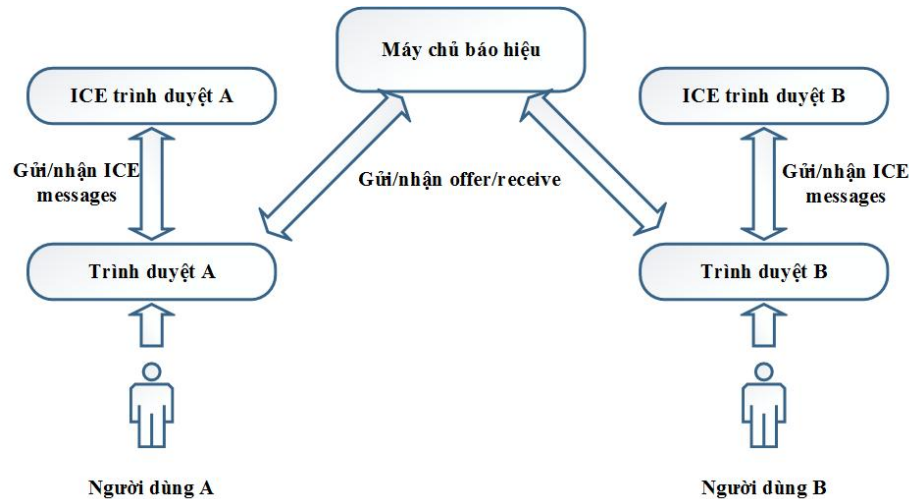 Máy chủ báo hiệu
ICE trình duyệt A
ICE trình duyệt B
Gửi/nhận ICE
messages
Gửi/nhận offer/receive
Gửi/nhận ICE
messages
Trình duyệt A
Trình duyệt B
Người dùng A
Người dùng B